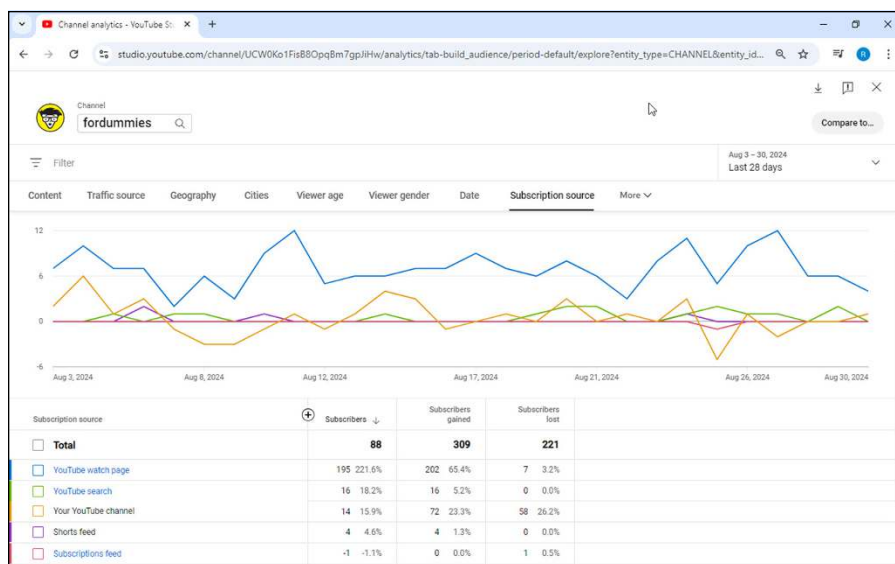 Channel analytics - YouTube St
studio.youtube.com/channel/UCW0Ko1FisB8OpqBm7gpJiHw/analytics/tab-build_audience/period-default/explore?entity_type=CHANNEL&entity_id...
R
Channel
fordummies
Compare to...
Filter
Aug 3 – 30, 2024
Last 28 days
Content Traffic source Geography Cities Viewer age Viewer gender Date Subscription source More
12
6
0
-6
Aug 3, 2024 Aug 8, 2024 Aug 12, 2024 Aug 17, 2024 Aug 21, 2024 Aug 26, 2024 Aug 30, 2024
Subscription source Subscribers Subscribers gained Subscribers lost
Total 88 309 221
YouTube watch page 195 221.6% 202 65.4% 7 3.2%
YouTube search 16 18.2% 16 5.2% 0 0.0%
Your YouTube channel 14 15.9% 72 23.3% 58 26.2%
Shorts feed 4 4.6% 4 1.3% 0 0.0%
Subscriptions feed -1 -1.1% 0 0.0% 1 0.5%